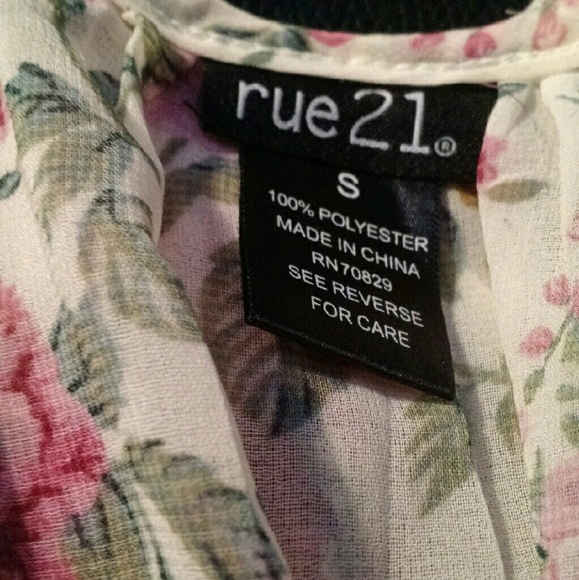 rue21®
S
100% POLYESTER
MADE IN CHINA
RN70829
SEE REVERSE
FOR CARE